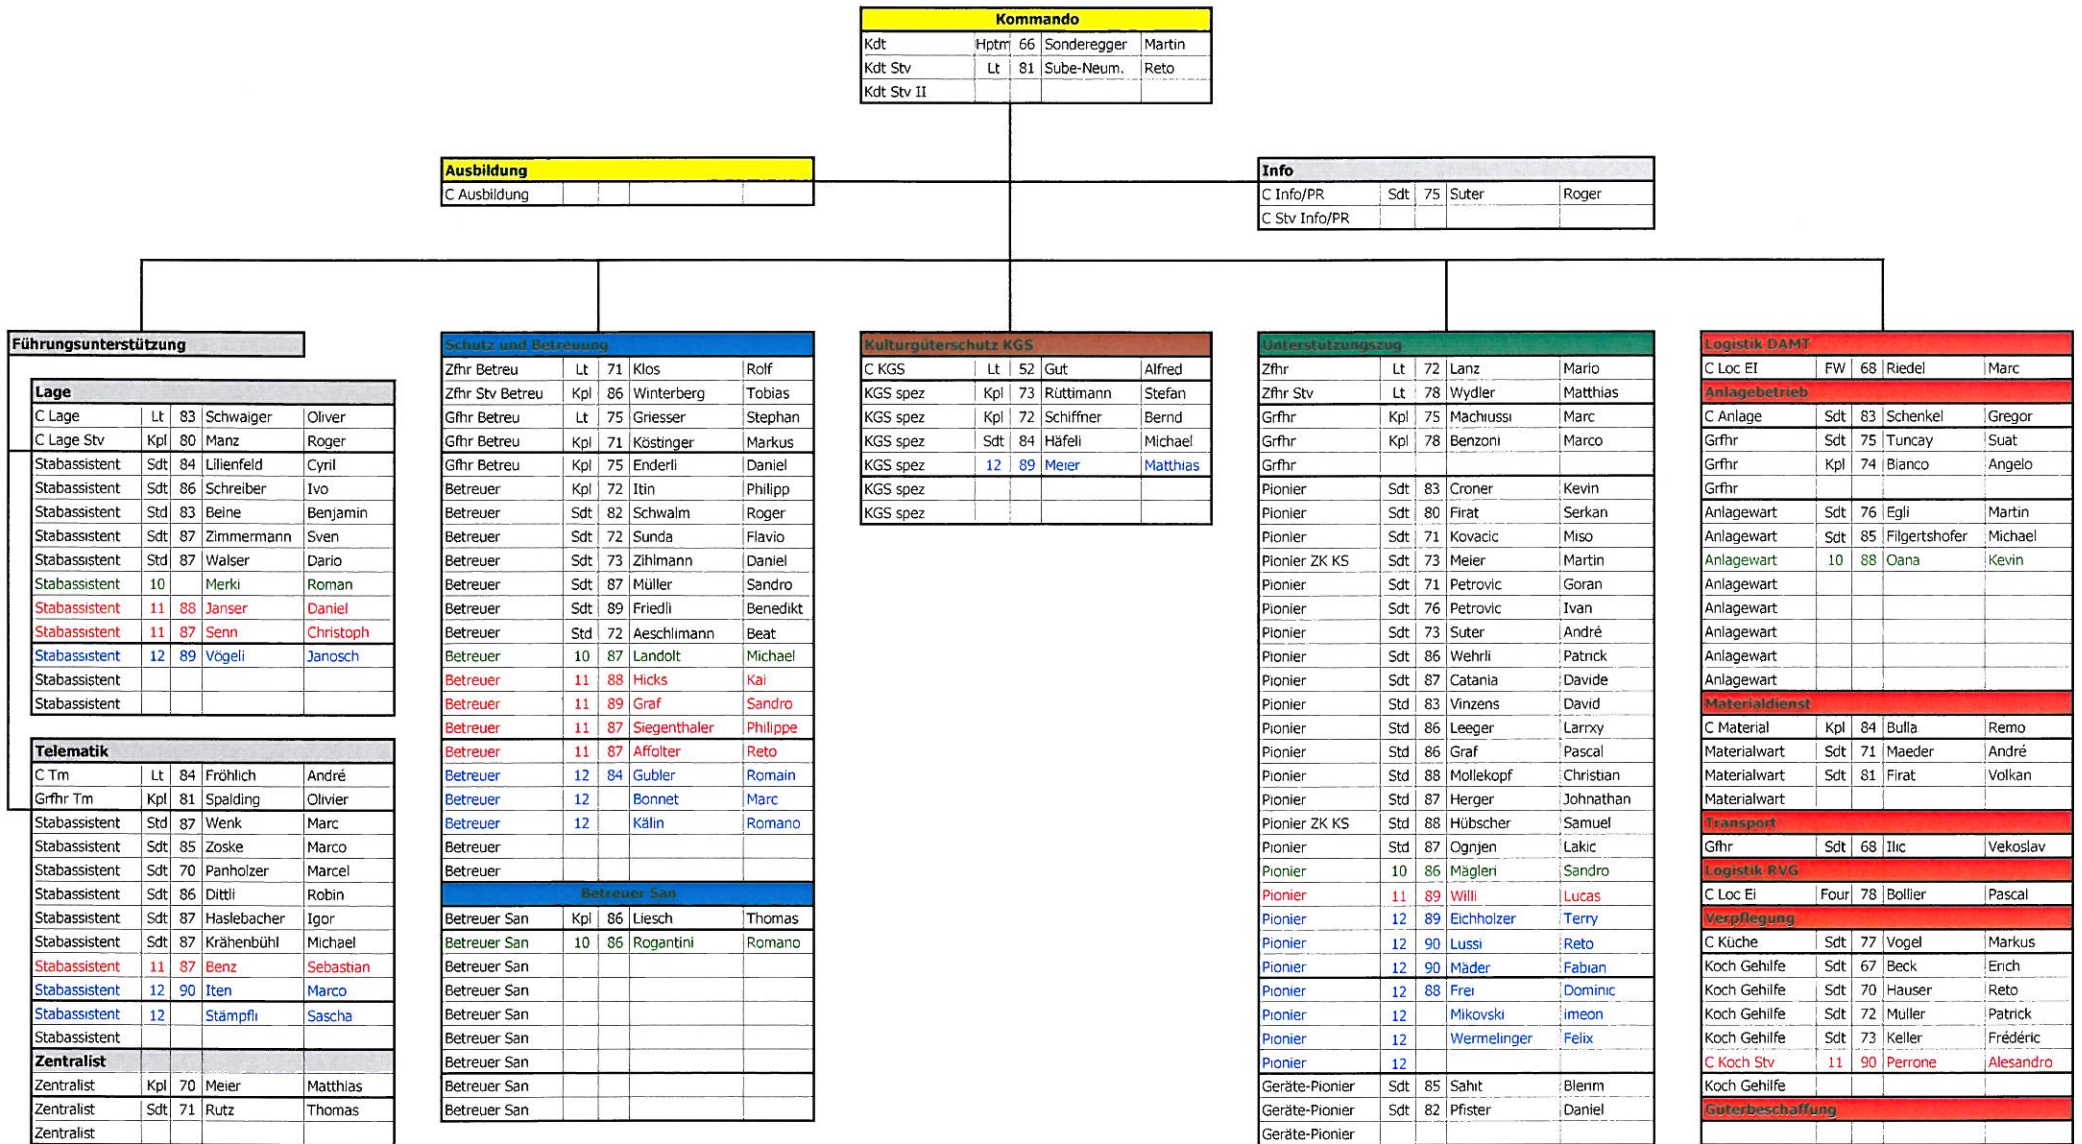 Kommando
Kdt Hptm 66 Sonderegger Martin
Kdt Stv Lt 81 Sube-Neum. Reto
Kdt Stv II
Ausbildung
C Ausbildung
Info
C Info/PR Sdt 75 Suter Roger
C Stv Info/PR
Führungsunterstützung
Lage
C Lage Lt 83 Schwaiger Oliver
C Lage Stv Kpl 80 Manz Roger
Stabassistent Sdt 84 Lilienfeld Cyril
Stabassistent Sdt 86 Schreiber Ivo
Stabassistent Std 83 Beine Benjamin
Stabassistent Sdt 87 Zimmermann Sven
Stabassistent Std 87 Walser Dario
Stabassistent 10 Merki Roman
Stabassistent 11 88 Janser Daniel
Stabassistent 11 87 Senn Christoph
Stabassistent 12 89 Vögeli Janosch
Stabassistent
Stabassistent
Telematik
C Tm Lt 84 Fröhlich André
Grfhr Tm Kpl 81 Spalding Olivier
Stabassistent Std 87 Wenk Marc
Stabassistent Sdt 85 Zoske Marco
Stabassistent Sdt 70 Panholzer Marcel
Stabassistent Sdt 86 Dittli Robin
Stabassistent Sdt 87 Haslebacher Igor
Stabassistent Sdt 87 Krähenbühl Michael
Stabassistent 11 87 Benz Sebastian
Stabassistent 12 90 Iten Marco
Stabassistent 12 Stämpfli Sascha
Stabassistent
Zentralist
Zentralist Kpl 70 Meier Matthias
Zentralist Sdt 71 Rutz Thomas
Zentralist
Schutz und Betreuung
Zfhr Betreu Lt 71 Klos Rolf
Zfhr Stv Betreu Kpl 86 Winterberg Tobias
Gfhr Betreu Lt 75 Griesser Stephan
Gfhr Betreu Kpl 71 Köstinger Markus
Gfhr Betreu Kpl 75 Enderli Daniel
Betreuer Kpl 72 Itin Philipp
Betreuer Sdt 82 Schwalm Roger
Betreuer Sdt 72 Sunda Flavio
Betreuer Sdt 73 Zihlmann Daniel
Betreuer Sdt 87 Müller Sandro
Betreuer Sdt 89 Friedli Benedikt
Betreuer Std 72 Aeschlimann Beat
Betreuer 10 87 Landolt Michael
Betreuer 11 88 Hicks Kai
Betreuer 11 89 Graf Sandro
Betreuer 11 87 Siegenthaler Philippe
Betreuer 11 87 Affolter Reto
Betreuer 12 84 Gubler Romain
Betreuer 12 Bonnet Marc
Betreuer 12 Kälin Romano
Betreuer
Betreuer
Betreuer San
Betreuer San Kpl 86 Liesch Thomas
Betreuer San 10 86 Rogantini Romano
Betreuer San
Betreuer San
Betreuer San
Betreuer San
Betreuer San
Betreuer San
Betreuer San
Kulturgüterschutz KGS
C KGS Lt 52 Gut Alfred
KGS spez Kpl 73 Rüttimann Stefan
KGS spez Kpl 72 Schiffner Bernd
KGS spez Sdt 84 Häfeli Michael
KGS spez 12 89 Meier Matthias
KGS spez
KGS spez
Unterstützungszug
Zfhr Lt 72 Lanz Mario
Zfhr Stv Lt 78 Wydler Matthias
Grfhr Kpl 75 Machiussi Marc
Grfhr Kpl 78 Benzoni Marco
Grfhr
Pionier Sdt 83 Croner Kevin
Pionier Sdt 80 Firat Serkan
Pionier Sdt 71 Kovacic Miso
Pionier ZK KS Sdt 73 Meier Martin
Pionier Sdt 71 Petrovic Goran
Pionier Sdt 76 Petrovic Ivan
Pionier Sdt 73 Suter André
Pionier Sdt 86 Wehrli Patrick
Pionier Sdt 87 Catania Davide
Pionier Std 83 Vinzens David
Pionier Std 86 Leeger Larrxy
Pionier Std 86 Graf Pascal
Pionier Std 88 Mollekopf Christian
Pionier Std 87 Herger Johnathan
Pionier ZK KS Std 88 Hübscher Samuel
Pionier Std 87 Ognjen Lakic
Pionier 10 86 Mägleri Sandro
Pionier 11 89 Willi Lucas
Pionier 12 89 Eichholzer Terry
Pionier 12 90 Lussi Reto
Pionier 12 90 Mäder Fabian
Pionier 12 88 Frei Dominic
Pionier 12 Mikovski imeon
Pionier 12 Wermelinger Felix
Pionier 12
Geräte-Pionier Sdt 85 Sahit Blerim
Geräte-Pionier Sdt 82 Pfister Daniel
Geräte-Pionier
Logistik DAMT
C Loc EI FW 68 Riedel Marc
Anlagebetrieb
C Anlage Sdt 83 Schenkel Gregor
Grfhr Sdt 75 Tuncay Suat
Grfhr Kpl 74 Bianco Angelo
Grfhr
Anlagewart Sdt 76 Egli Martin
Anlagewart Sdt 85 Filgertshofer Michael
Anlagewart 10 88 Oana Kevin
Anlagewart
Anlagewart
Anlagewart
Anlagewart
Anlagewart
Materialdienst
C Material Kpl 84 Bulla Remo
Materialwart Sdt 71 Maeder André
Materialwart Sdt 81 Firat Volkan
Materialwart
Transport
Gfhr Sdt 68 Ilic Vekoslav
Logistik RVG
C Loc Ei Four 78 Bollier Pascal
Verpflegung
C Küche Sdt 77 Vogel Markus
Koch Gehilfe Sdt 67 Beck Erich
Koch Gehilfe Sdt 70 Hauser Reto
Koch Gehilfe Sdt 72 Muller Patrick
Koch Gehilfe Sdt 73 Keller Frédéric
C Koch Stv 11 90 Perrone Alesandro
Koch Gehilfe
Guterbeschaffung